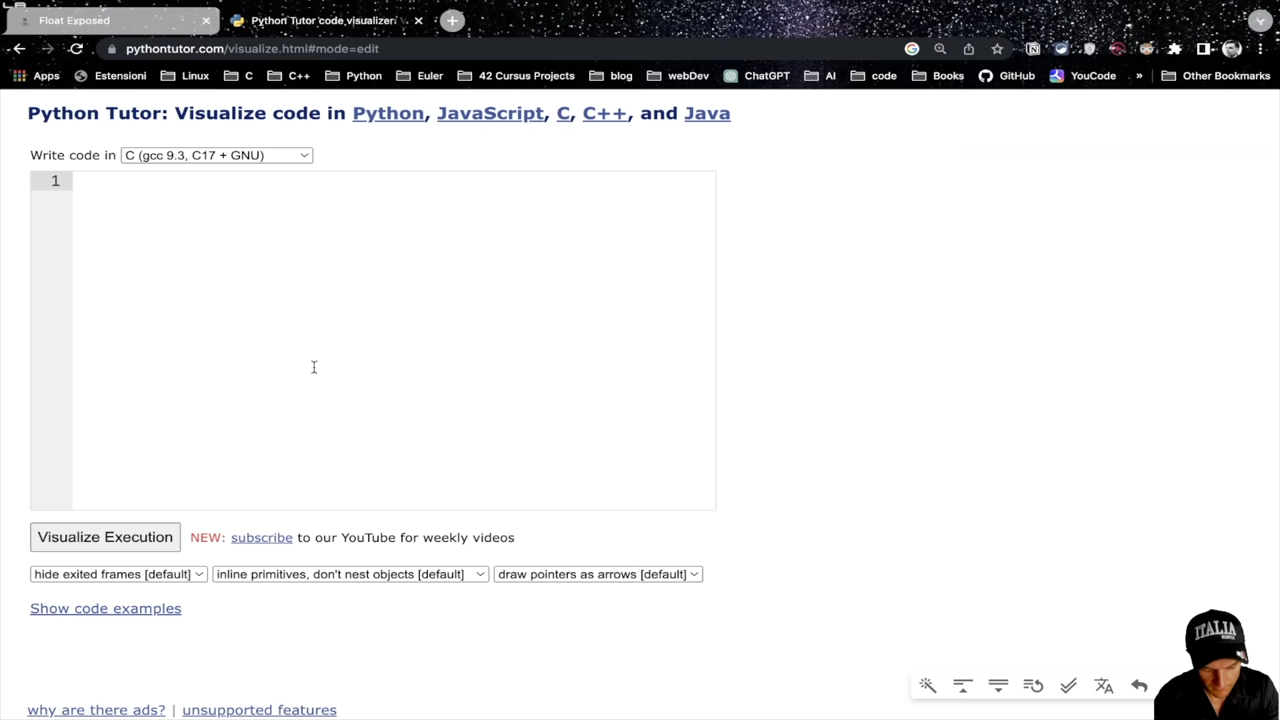 Float Exposed
Python Tutor code visualizer: V
pythontutor.com/visualize.html#mode=edit
Apps Estensioni Linux C C++ Python Euler 42 Cursus Projects blog webDev ChatGPT AI code Books GitHub YouCode » Other Bookmarks
Python Tutor: Visualize code in Python, JavaScript, C, C++, and Java
Write code in C (gcc 9.3, C17 + GNU)
1
Visualize Execution NEW: subscribe to our YouTube for weekly videos
hide exited frames [default] inline primitives, don't nest objects [default] draw pointers as arrows [default]
Show code examples
ITALIA
why are there ads? | unsupported features